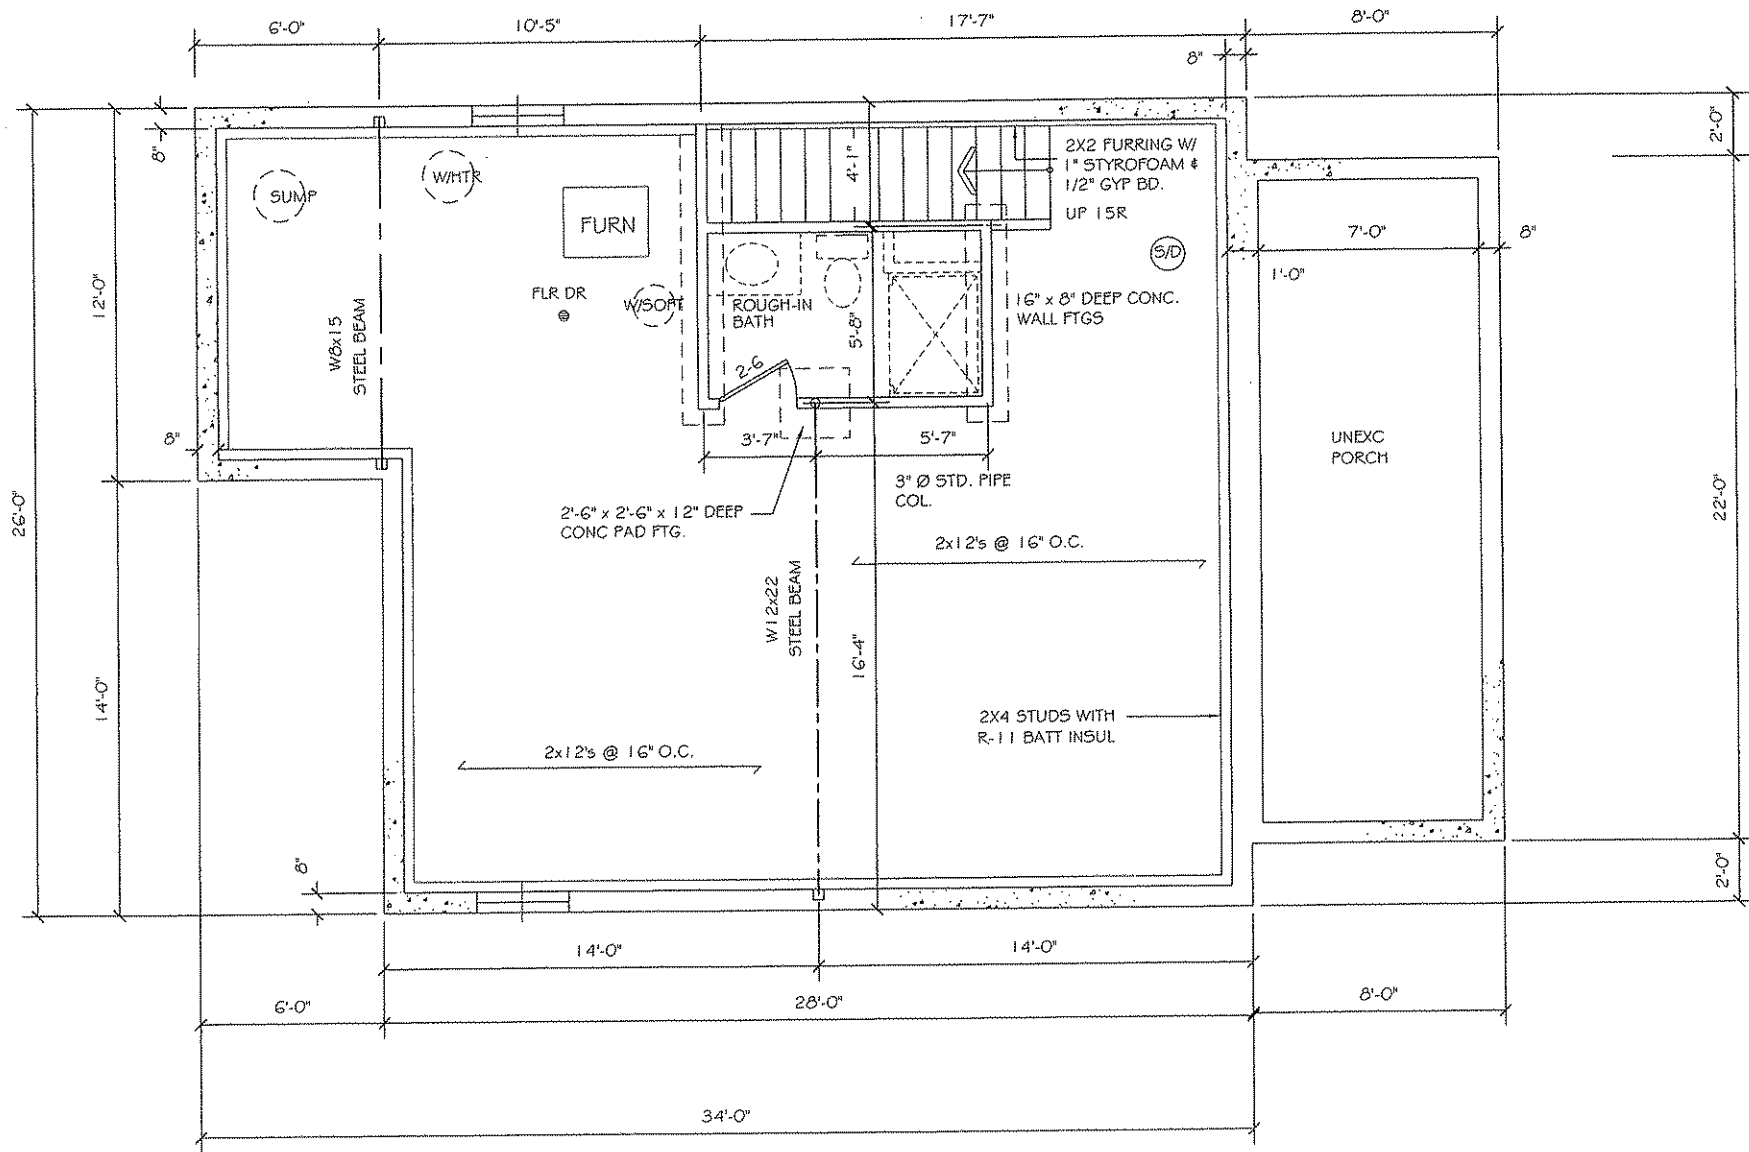 6'-0"
10'-5"
17'-7"
8'-0"
8"
8"
2'-0"
SUMP
W/HTR
FURN
4'-1"
2X2 FURRING W/
1" STYROFOAM &
1/2" GYP BD.
UP 15R
S/D
7'-0"
8"
1'-0"
12'-0"
W8x15
STEEL BEAM
FLR DR
W/SOFT
ROUGH-IN
BATH
5'-8"
16" x 8" DEEP CONC.
WALL FTGS
2-6
8"
3'-7"
5'-7"
UNEXC
PORCH
3" Ø STD. PIPE
COL.
26'-0"
22'-0"
2'-6" x 2'-6" x 12" DEEP
CONC PAD FTG.
2x12's @ 16" O.C.
W12x22
STEEL BEAM
16'-4"
14'-0"
2X4 STUDS WITH
R-11 BATT INSUL
2x12's @ 16" O.C.
8"
2'-0"
14'-0"
14'-0"
6'-0"
28'-0"
8'-0"
34'-0"